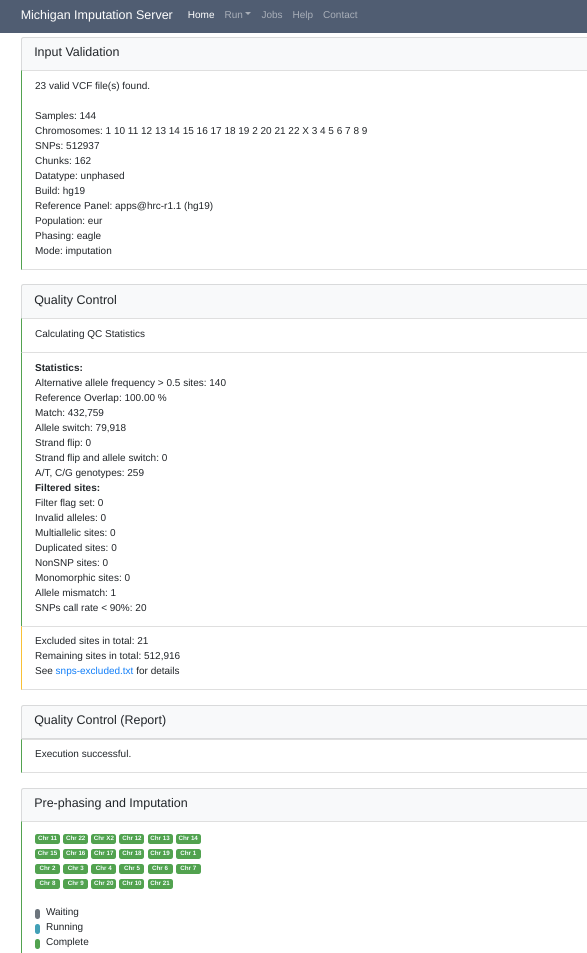 Michigan Imputation Server Home Run Jobs Help Contact
Input Validation
23 valid VCF file(s) found.
Samples: 144
Chromosomes: 1 10 11 12 13 14 15 16 17 18 19 2 20 21 22 X 3 4 5 6 7 8 9
SNPs: 512937
Chunks: 162
Datatype: unphased
Build: hg19
Reference Panel: apps@hrc-r1.1 (hg19)
Population: eur
Phasing: eagle
Mode: imputation
Quality Control
Calculating QC Statistics
Statistics:
Alternative allele frequency > 0.5 sites: 140
Reference Overlap: 100.00 %
Match: 432,759
Allele switch: 79,918
Strand flip: 0
Strand flip and allele switch: 0
A/T, C/G genotypes: 259
Filtered sites:
Filter flag set: 0
Invalid alleles: 0
Multiallelic sites: 0
Duplicated sites: 0
NonSNP sites: 0
Monomorphic sites: 0
Allele mismatch: 1
SNPs call rate < 90%: 20
Excluded sites in total: 21
Remaining sites in total: 512,916
See snps-excluded.txt for details
Quality Control (Report)
Execution successful.
Pre-phasing and Imputation
Chr 11 Chr 22 Chr X2 Chr 12 Chr 13 Chr 14
Chr 15 Chr 16 Chr 17 Chr 18 Chr 19 Chr 1
Chr 2 Chr 3 Chr 4 Chr 5 Chr 6 Chr 7
Chr 8 Chr 9 Chr 20 Chr 10 Chr 21
Waiting
Running
Complete